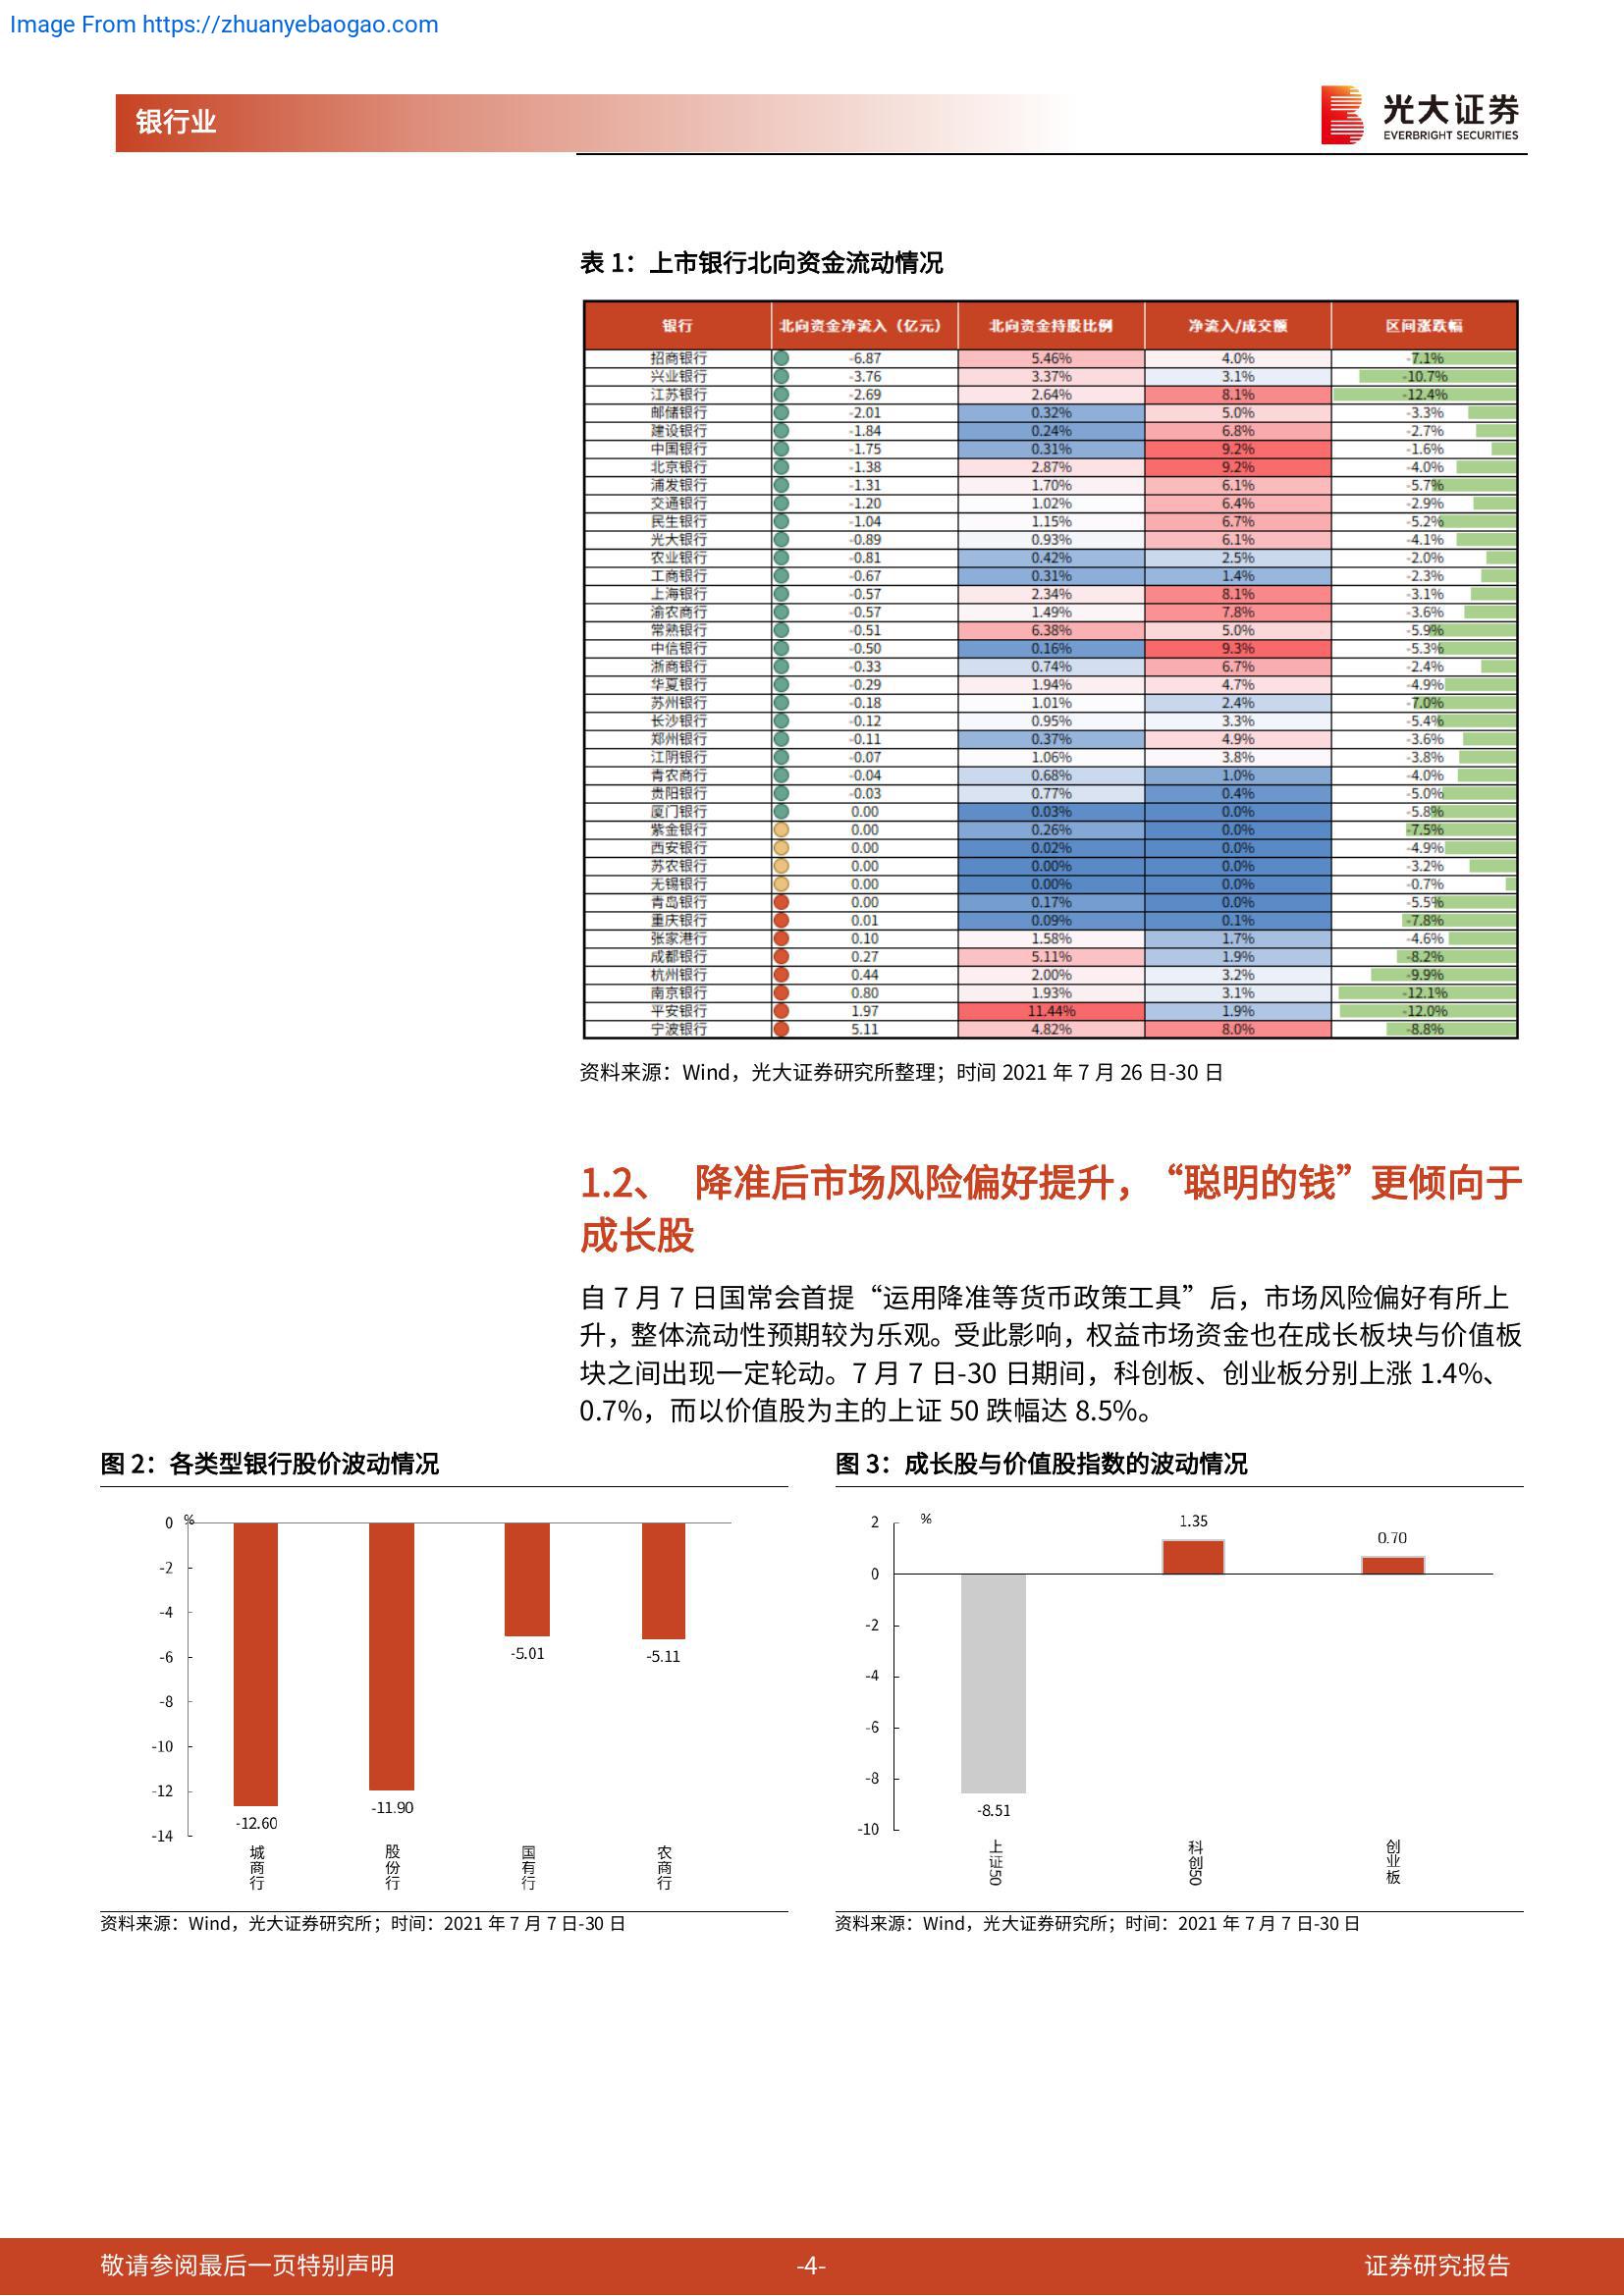 Image From https://zhuanyebaogao.com
银行业
光大证券
EVERBRIGHT SECURITIES
表 1：上市银行北向资金流动情况
银行 北向资金净流入（亿元） 北向资金持股比例 净流入/成交额 区间涨跌幅
招商银行 -6.87 5.46% 4.0% -7.1%
兴业银行 -3.76 3.37% 3.1% -10.7%
江苏银行 -2.69 2.64% 8.1% -12.4%
邮储银行 -2.01 0.32% 5.0% -3.3%
建设银行 -1.84 0.24% 6.8% -2.7%
中国银行 -1.75 0.31% 9.2% -1.6%
北京银行 -1.38 2.87% 9.2% -4.0%
浦发银行 -1.31 1.70% 6.1% -5.7%
交通银行 -1.20 1.02% 6.4% -2.9%
民生银行 -1.04 1.15% 6.7% -5.2%
光大银行 -0.89 0.93% 6.1% -4.1%
农业银行 -0.81 0.42% 2.5% -2.0%
工商银行 -0.67 0.31% 1.4% -2.3%
上海银行 -0.57 2.34% 8.1% -3.1%
渝农商行 -0.57 1.49% 7.8% -3.6%
常熟银行 -0.51 6.38% 5.0% -5.9%
中信银行 -0.50 0.16% 9.3% -5.3%
浙商银行 -0.33 0.74% 6.7% -2.4%
华夏银行 -0.29 1.94% 4.7% -4.9%
苏州银行 -0.18 1.01% 2.4% -7.0%
长沙银行 -0.12 0.95% 3.3% -5.4%
郑州银行 -0.11 0.37% 4.9% -3.6%
江阴银行 -0.07 1.06% 3.8% -3.8%
青农商行 -0.04 0.68% 1.0% -4.0%
贵阳银行 -0.03 0.77% 0.4% -5.0%
厦门银行 0.00 0.03% 0.0% -5.8%
紫金银行 0.00 0.26% 0.0% -7.5%
西安银行 0.00 0.02% 0.0% -4.9%
苏农银行 0.00 0.00% 0.0% -3.2%
无锡银行 0.00 0.00% 0.0% -0.7%
青岛银行 0.00 0.17% 0.0% -5.5%
重庆银行 0.01 0.09% 0.1% -7.8%
张家港行 0.10 1.58% 1.7% -4.6%
成都银行 0.27 5.11% 1.9% -8.2%
杭州银行 0.44 2.00% 3.2% -9.9%
南京银行 0.80 1.93% 3.1% -12.1%
平安银行 1.97 11.44% 1.9% -12.0%
宁波银行 5.11 4.82% 8.0% -8.8%
资料来源：Wind，光大证券研究所整理；时间 2021 年 7 月 26 日-30 日
1.2、 降准后市场风险偏好提升，“聪明的钱”更倾向于
成长股
自 7 月 7 日国常会首提“运用降准等货币政策工具”后，市场风险偏好有所上
升，整体流动性预期较为乐观。受此影响，权益市场资金也在成长板块与价值板
块之间出现一定轮动。7 月 7 日-30 日期间，科创板、创业板分别上涨 1.4%、
0.7%，而以价值股为主的上证 50 跌幅达 8.5%。
图 2：各类型银行股价波动情况
%
0
-2
-4
-6
-8
-10
-12
-14
-12.60
-11.90
-5.01
-5.11
城商行
股份行
国有行
农商行
资料来源：Wind，光大证券研究所；时间：2021 年 7 月 7 日-30 日
图 3：成长股与价值股指数的波动情况
%
2
0
-2
-4
-6
-8
-10
-8.51
1.35
0.70
上证50
科创50
创业板
资料来源：Wind，光大证券研究所；时间：2021 年 7 月 7 日-30 日
敬请参阅最后一页特别声明
-4-
证券研究报告